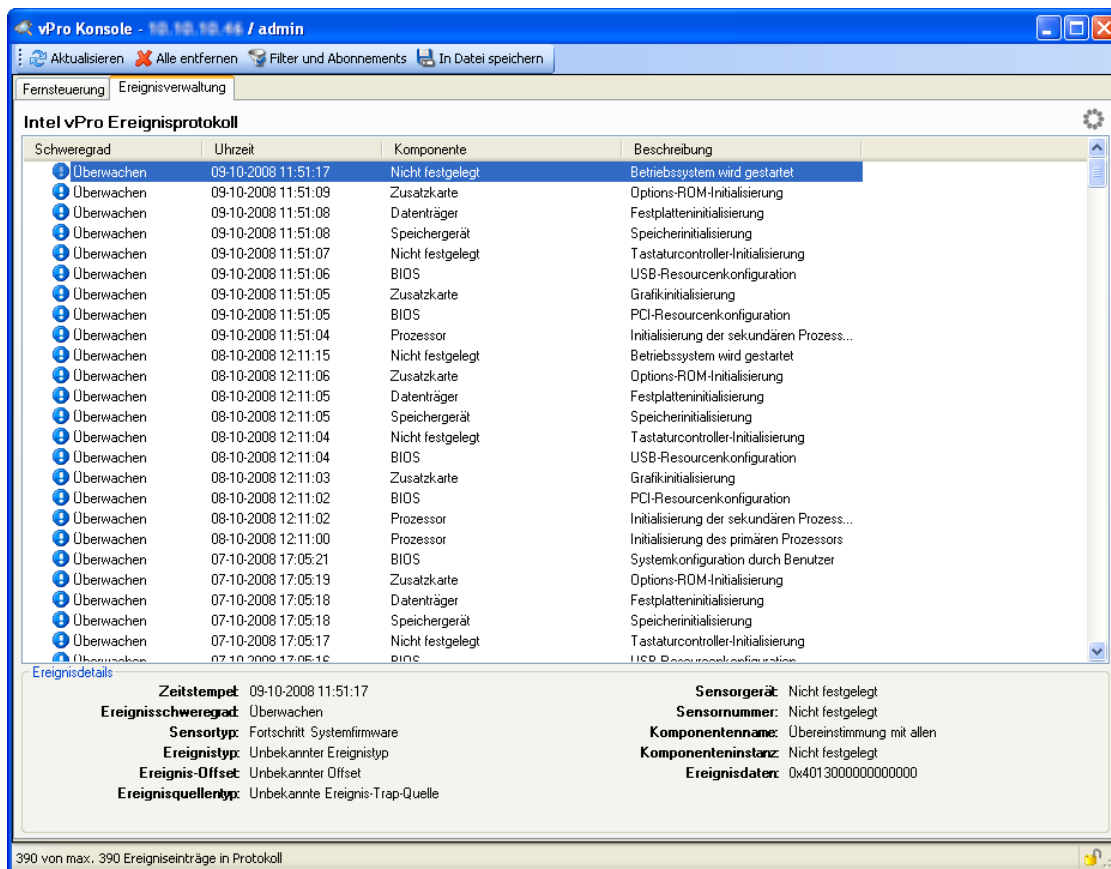 vPro Konsole - 10.10.10.46 / admin
Aktualisieren Alle entfernen Filter und Abonnements In Datei speichern
Fernsteuerung Ereignisverwaltung
Intel vPro Ereignisprotokoll
Schweregrad Uhrzeit Komponente Beschreibung
Überwachen 09-10-2008 11:51:17 Nicht festgelegt Betriebssystem wird gestartet
Überwachen 09-10-2008 11:51:09 Zusatzkarte Options-ROM-Initialisierung
Überwachen 09-10-2008 11:51:08 Datenträger Festplatteninitialisierung
Überwachen 09-10-2008 11:51:08 Speichergerät Speicherinitialisierung
Überwachen 09-10-2008 11:51:07 Nicht festgelegt Tastaturcontroller-Initialisierung
Überwachen 09-10-2008 11:51:06 BIOS USB-Resourcenkonfiguration
Überwachen 09-10-2008 11:51:05 Zusatzkarte Grafikinitialisierung
Überwachen 09-10-2008 11:51:05 BIOS PCI-Resourcenkonfiguration
Überwachen 09-10-2008 11:51:04 Prozessor Initialisierung der sekundären Prozess...
Überwachen 08-10-2008 12:11:15 Nicht festgelegt Betriebssystem wird gestartet
Überwachen 08-10-2008 12:11:06 Zusatzkarte Options-ROM-Initialisierung
Überwachen 08-10-2008 12:11:05 Datenträger Festplatteninitialisierung
Überwachen 08-10-2008 12:11:05 Speichergerät Speicherinitialisierung
Überwachen 08-10-2008 12:11:04 Nicht festgelegt Tastaturcontroller-Initialisierung
Überwachen 08-10-2008 12:11:04 BIOS USB-Resourcenkonfiguration
Überwachen 08-10-2008 12:11:03 Zusatzkarte Grafikinitialisierung
Überwachen 08-10-2008 12:11:02 BIOS PCI-Resourcenkonfiguration
Überwachen 08-10-2008 12:11:02 Prozessor Initialisierung der sekundären Prozess...
Überwachen 08-10-2008 12:11:00 Prozessor Initialisierung des primären Prozessors
Überwachen 07-10-2008 17:05:21 BIOS Systemkonfiguration durch Benutzer
Überwachen 07-10-2008 17:05:19 Zusatzkarte Options-ROM-Initialisierung
Überwachen 07-10-2008 17:05:18 Datenträger Festplatteninitialisierung
Überwachen 07-10-2008 17:05:18 Speichergerät Speicherinitialisierung
Überwachen 07-10-2008 17:05:17 Nicht festgelegt Tastaturcontroller-Initialisierung
Überwachen 07-10-2008 17:05:16 BIOS USB-Resourcenkonfiguration
Ereignisdetails
Zeitstempel: 09-10-2008 11:51:17 Sensorgerät: Nicht festgelegt
Ereignisschweregrad: Überwachen Sensornummer: Nicht festgelegt
Sensortyp: Fortschritt Systemfirmware Komponentenname: Übereinstimmung mit allen
Ereignistyp: Unbekannter Ereignistyp Komponenteninstanz: Nicht festgelegt
Ereignis-Offset: Unbekannter Offset Ereignisdaten: 0x4013000000000000
Ereignisquellentyp: Unbekannte Ereignis-Trap-Quelle
390 von max. 390 Ereigniseinträge in Protokoll